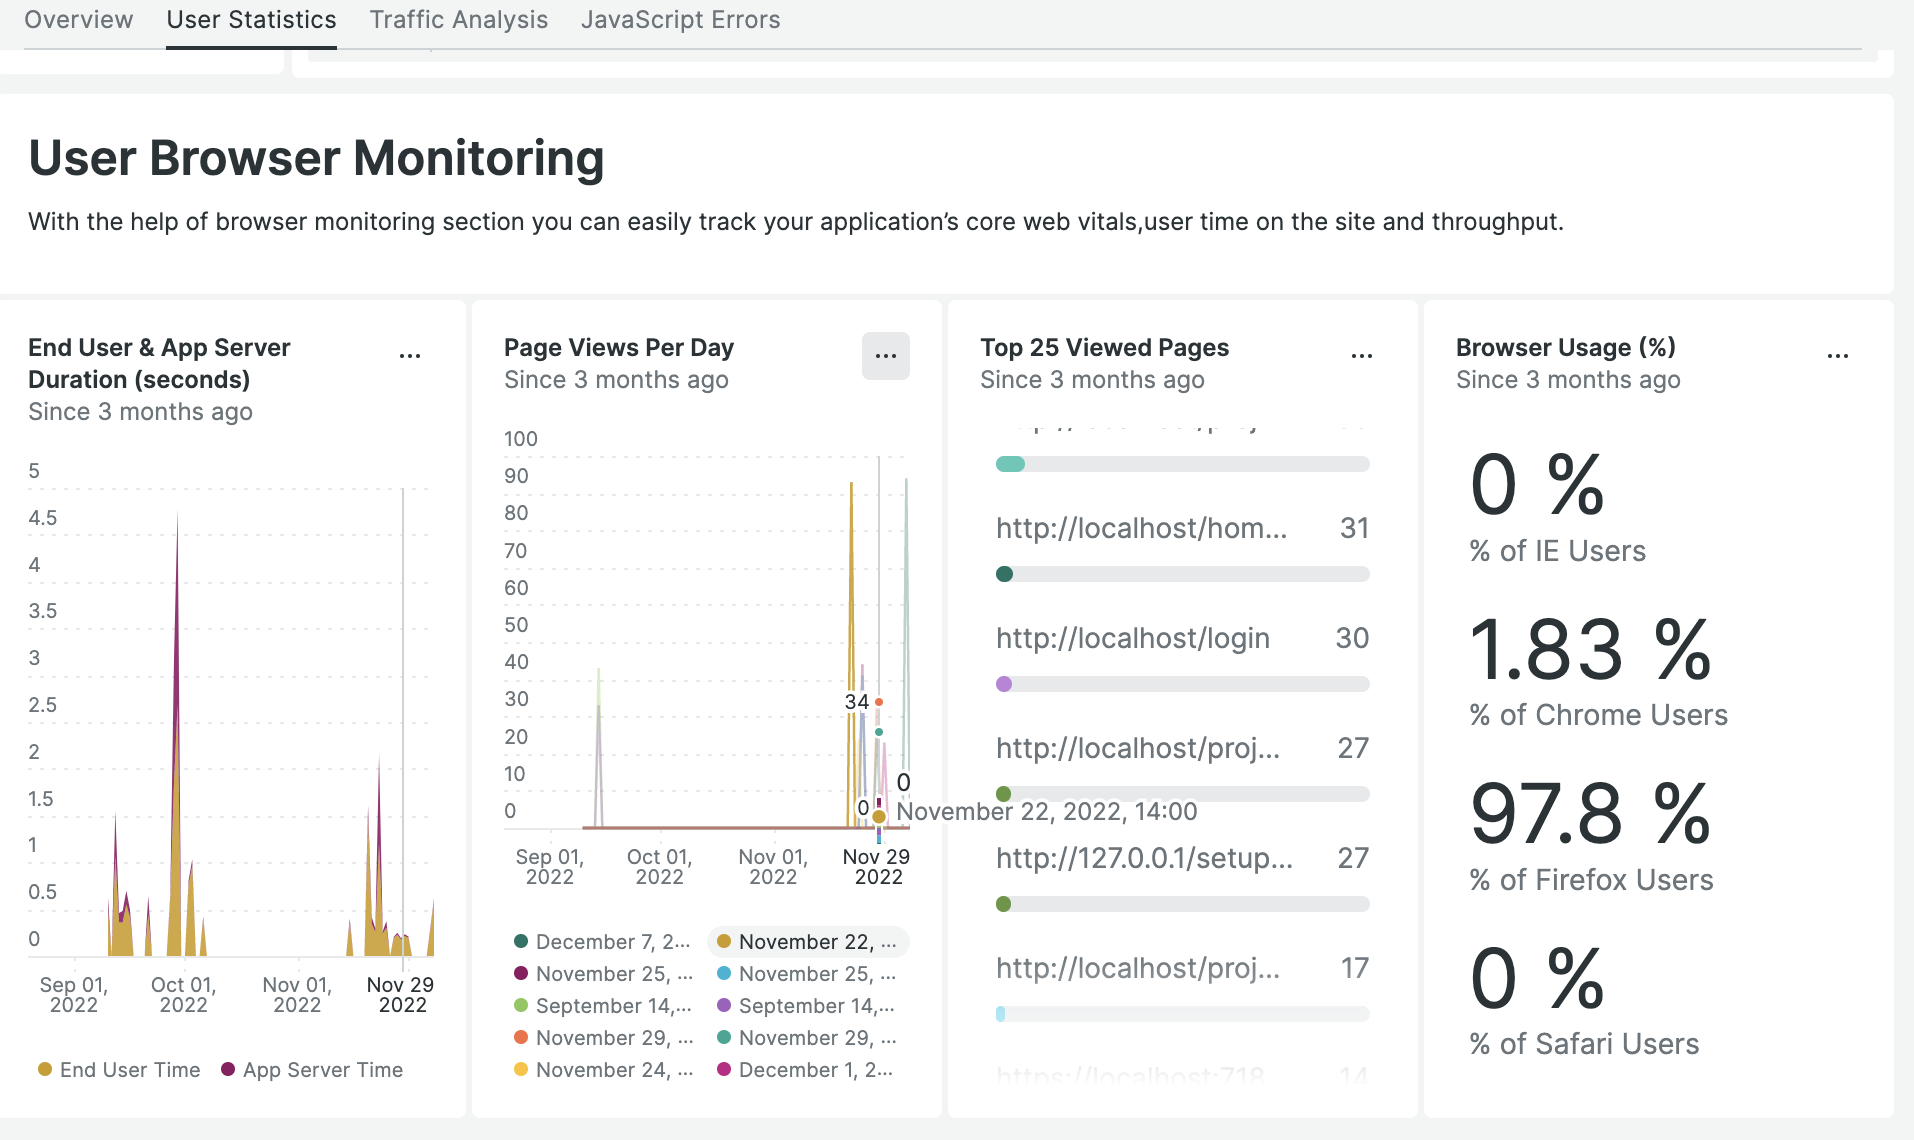 Overview User Statistics Traffic Analysis JavaScript Errors
User Browser Monitoring
With the help of browser monitoring section you can easily track your application’s core web vitals,user time on the site and throughput.
End User & App Server
Duration (seconds)
Since 3 months ago
5
4.5
4
3.5
3
2.5
2
1.5
1
0.5
0
Sep 01,
2022
Oct 01,
2022
Nov 01,
2022
Nov 29
2022
End User Time
App Server Time
Page Views Per Day
Since 3 months ago
100
90
80
70
60
50
40
30
20
10
0
34
0
0
November 22, 2022, 14:00
Sep 01,
2022
Oct 01,
2022
Nov 01,
2022
Nov 29
2022
December 7, 2...
November 22, ...
November 25, ...
November 25, ...
September 14,...
September 14,...
November 29, ...
November 29, ...
November 24, ...
December 1, 2...
Top 25 Viewed Pages
Since 3 months ago
http://localhost/hom... 31
http://localhost/login 30
http://localhost/proj... 27
http://127.0.0.1/setup... 27
http://localhost/proj... 17
https://localhost:718 14
Browser Usage (%)
Since 3 months ago
0 %
% of IE Users
1.83 %
% of Chrome Users
97.8 %
% of Firefox Users
0 %
% of Safari Users